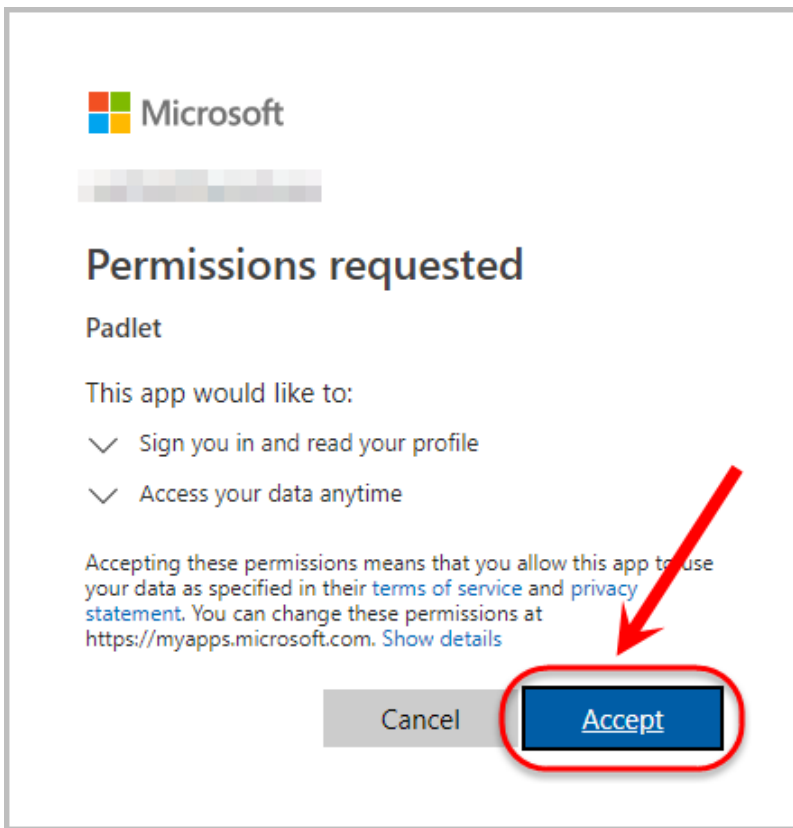 Microsoft
Permissions requested
Padlet
This app would like to:
Sign you in and read your profile
Access your data anytime
Accepting these permissions means that you allow this app to use
your data as specified in their terms of service and privacy
statement. You can change these permissions at
https://myapps.microsoft.com. Show details
Cancel Accept